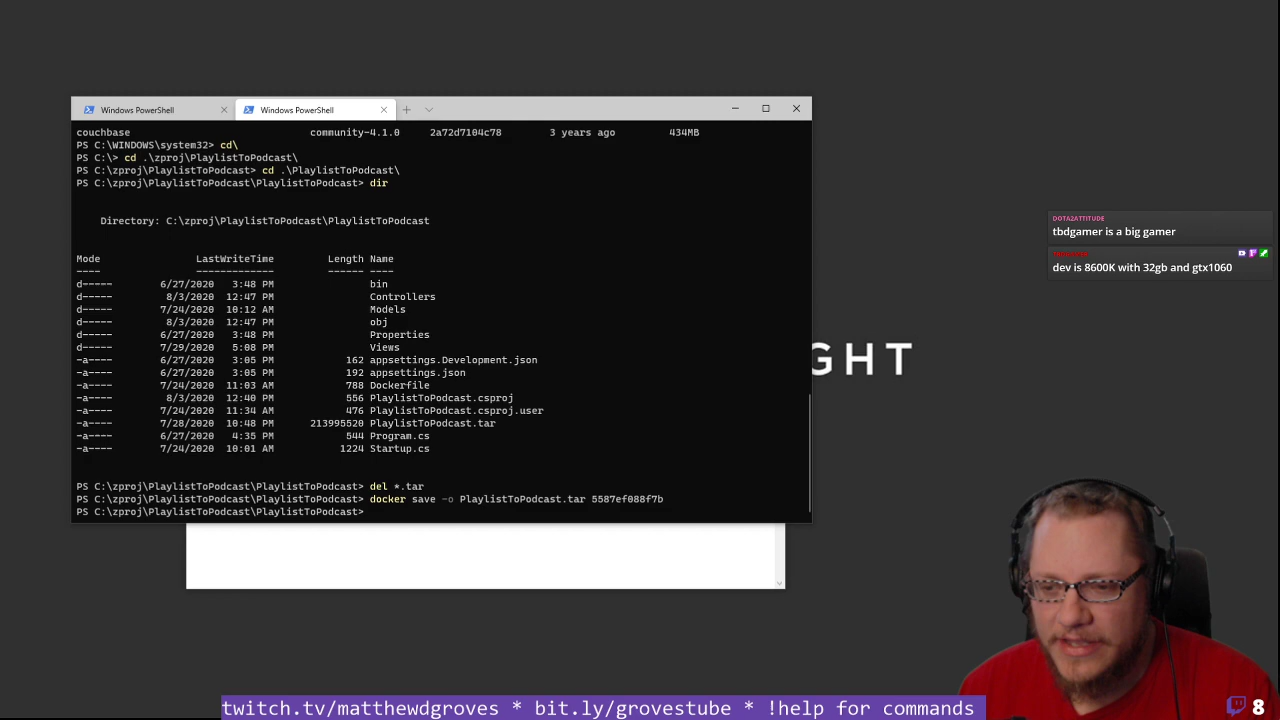 Windows PowerShell
Windows PowerShell
couchbase community-4.1.0 2a72d7104c78 3 years ago 434MB
PS C:\WINDOWS\system32> cd\
PS C:\> cd .\zproj\PlaylistToPodcast\
PS C:\zproj\PlaylistToPodcast> cd .\PlaylistToPodcast\
PS C:\zproj\PlaylistToPodcast\PlaylistToPodcast> dir
Directory: C:\zproj\PlaylistToPodcast\PlaylistToPodcast
Mode LastWriteTime Length Name
---- ------------- ------ ----
d----- 6/27/2020 3:48 PM bin
d----- 8/3/2020 12:47 PM Controllers
d----- 7/24/2020 10:12 AM Models
d----- 8/3/2020 12:47 PM obj
d----- 6/27/2020 3:48 PM Properties
d----- 7/29/2020 5:08 PM Views
-a---- 6/27/2020 3:05 PM 162 appsettings.Development.json
-a---- 6/27/2020 3:05 PM 192 appsettings.json
-a---- 7/24/2020 11:03 AM 788 Dockerfile
-a---- 8/3/2020 12:40 PM 556 PlaylistToPodcast.csproj
-a---- 7/24/2020 11:34 AM 476 PlaylistToPodcast.csproj.user
-a---- 7/28/2020 10:48 PM 213995520 PlaylistToPodcast.tar
-a---- 6/27/2020 4:35 PM 544 Program.cs
-a---- 7/24/2020 10:01 AM 1224 Startup.cs
PS C:\zproj\PlaylistToPodcast\PlaylistToPodcast> del *.tar
PS C:\zproj\PlaylistToPodcast\PlaylistToPodcast> docker save -o PlaylistToPodcast.tar 5587ef088f7b
PS C:\zproj\PlaylistToPodcast\PlaylistToPodcast>
GHT
DOTA2ATTITUDE
tbdgamer is a big gamer
dev is 8600K with 32gb and gtx1060
twitch.tv/matthewdgroves * bit.ly/grovestube * !help for commands
8